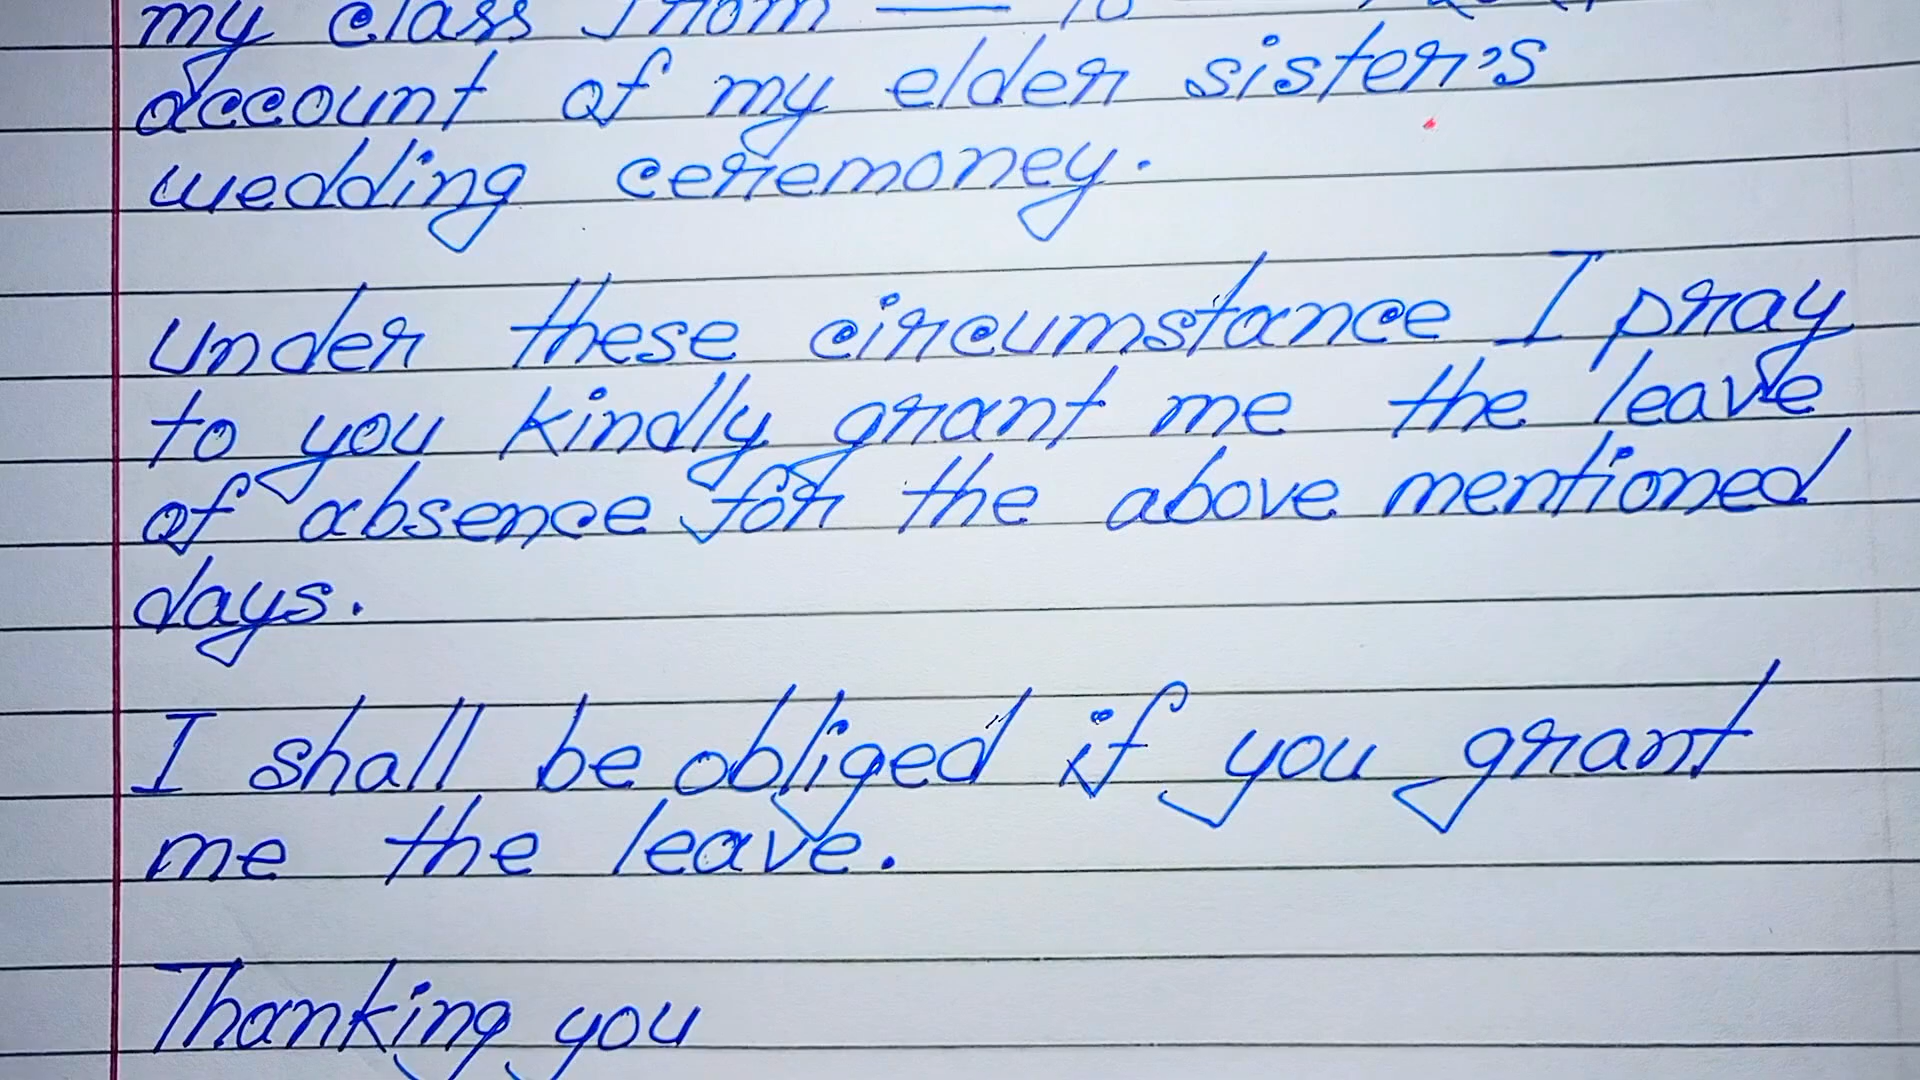 my class from — to
account of my elder sister's
wedding ceremoney.
Under these circumstance I pray
to you kindly grant me the leave
of absence for the above mentioned
days.
I shall be obliged if you grant
me the leave.
Thanking you